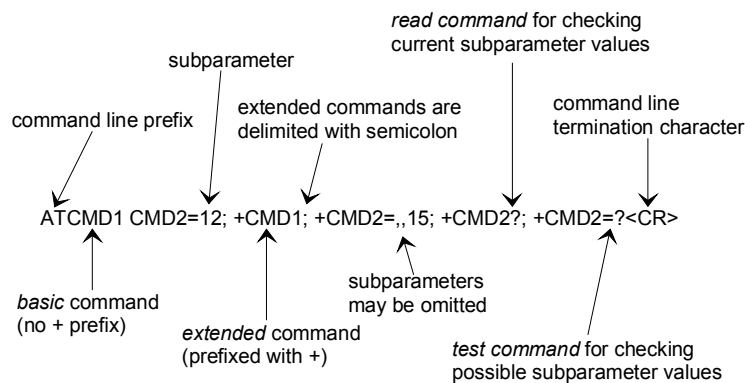 read command for checking
current subparameter values
subparameter
extended commands are
delimited with semicolon
command line
termination character
command line prefix
ATCMD1 CMD2=12; +CMD1; +CMD2=,,15; +CMD2?; +CMD2=?<CR>
subparameters
may be omitted
basic command
(no + prefix)
extended command
(prefixed with +)
test command for checking
possible subparameter values